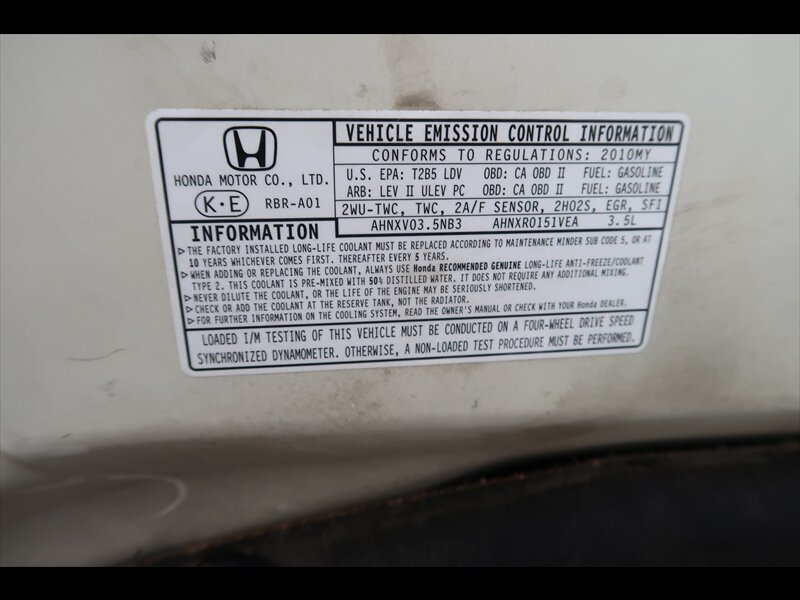 HONDA MOTOR CO., LTD.
K·E RBR-A01
VEHICLE EMISSION CONTROL INFORMATION
CONFORMS TO REGULATIONS: 2010MY
U.S. EPA: T2B5 LDV OBD: CA OBD II FUEL: GASOLINE
ARB: LEV II ULEV PC OBD: CA OBD II FUEL: GASOLINE
2WU-TWC, TWC, 2A/F SENSOR, 2HO2S, EGR, SFI
AHNXV03.5NB3 AHNXR0151VEA 3.5L
INFORMATION
▷THE FACTORY INSTALLED LONG-LIFE COOLANT MUST BE REPLACED ACCORDING TO MAINTENANCE MINDER SUB CODE 5, OR AT
10 YEARS WHICHEVER COMES FIRST. THEREAFTER EVERY 5 YEARS.
▷WHEN ADDING OR REPLACING THE COOLANT, ALWAYS USE Honda RECOMMENDED GENUINE LONG-LIFE ANTI-FREEZE/COOLANT
TYPE 2. THIS COOLANT IS PRE-MIXED WITH 50% DISTILLED WATER. IT DOES NOT REQUIRE ANY ADDITIONAL MIXING.
▷NEVER DILUTE THE COOLANT, OR THE LIFE OF THE ENGINE MAY BE SERIOUSLY SHORTENED.
▷CHECK OR ADD THE COOLANT AT THE RESERVE TANK, NOT THE RADIATOR.
▷FOR FURTHER INFORMATION ON THE COOLING SYSTEM, READ THE OWNER'S MANUAL OR CHECK WITH YOUR Honda DEALER.
LOADED I/M TESTING OF THIS VEHICLE MUST BE CONDUCTED ON A FOUR-WHEEL DRIVE SPEED
SYNCHRONIZED DYNAMOMETER. OTHERWISE, A NON-LOADED TEST PROCEDURE MUST BE PERFORMED.